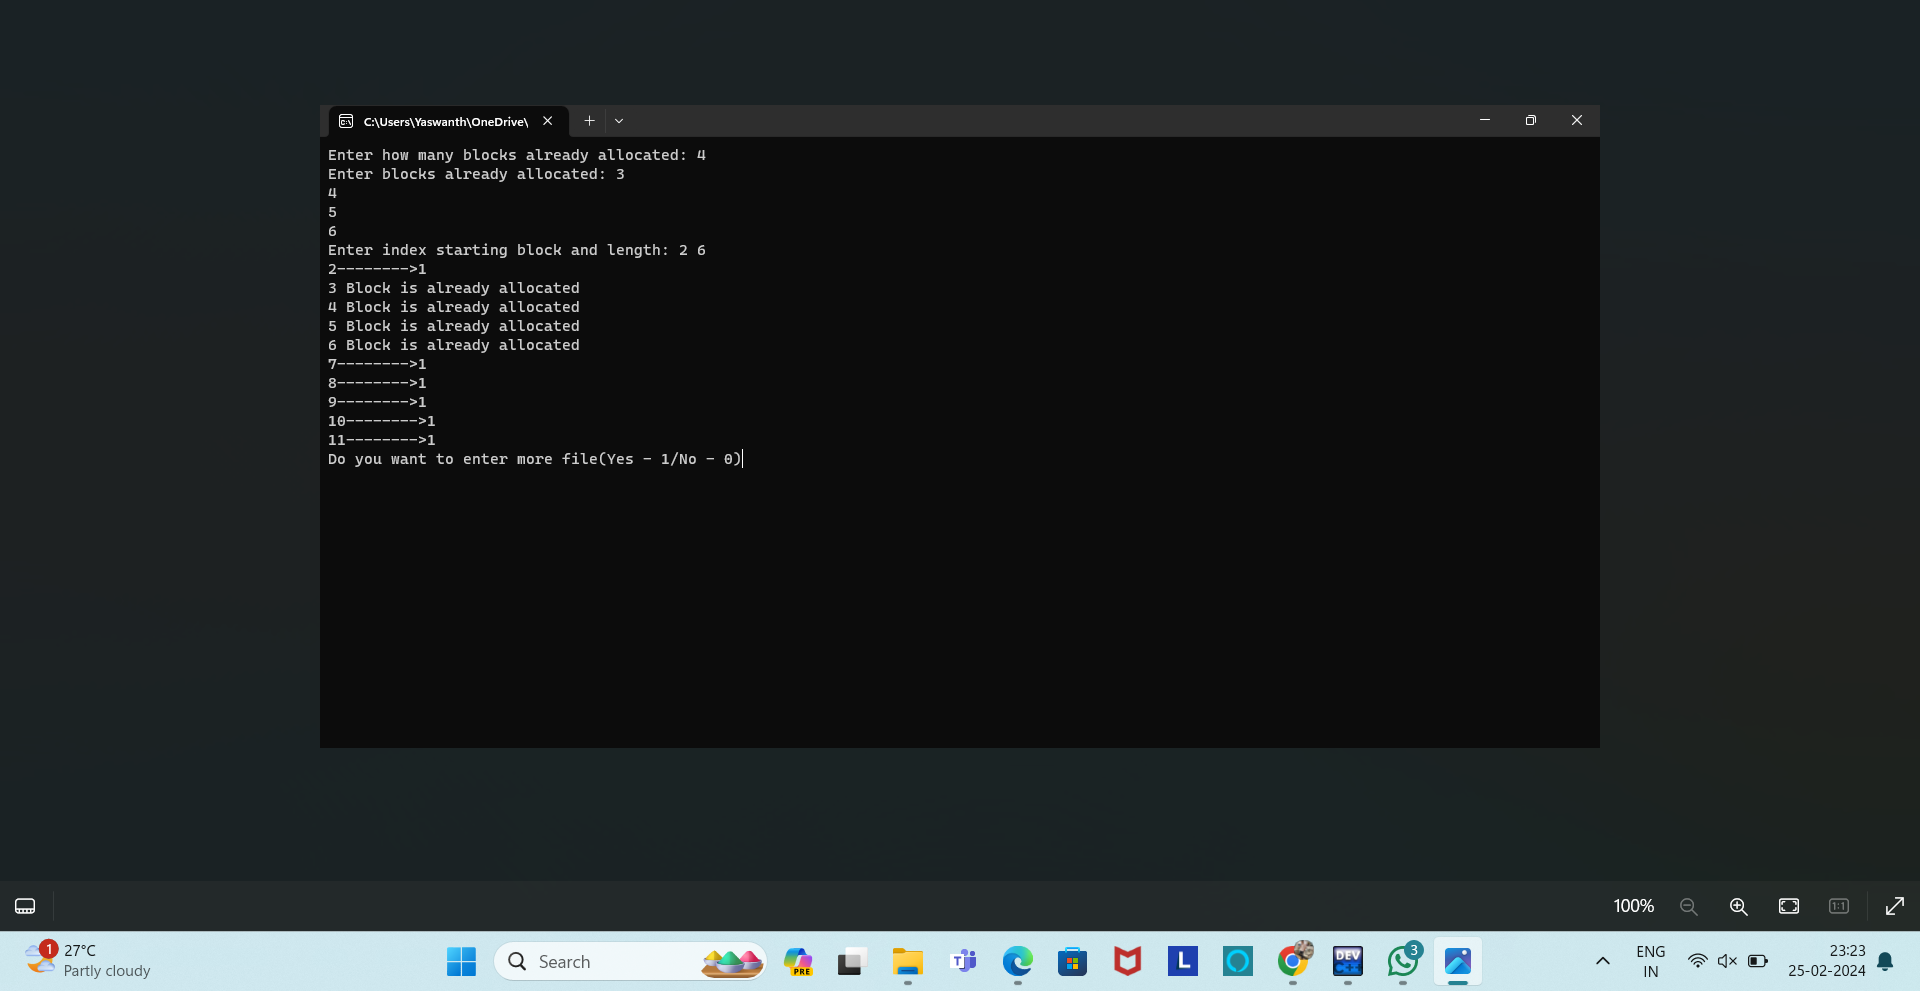 C:\Users\Yaswanth\OneDrive\
Enter how many blocks already allocated: 4
Enter blocks already allocated: 3
4
5
6
Enter index starting block and length: 2 6
2-------->1
3 Block is already allocated
4 Block is already allocated
5 Block is already allocated
6 Block is already allocated
7-------->1
8-------->1
9-------->1
10-------->1
11-------->1
Do you want to enter more file(Yes - 1/No - 0)
100%
1:1
1
27°C
Partly cloudy
Search
PRE
T
L
DEV
C++
3
ENG
IN
23:23
25-02-2024